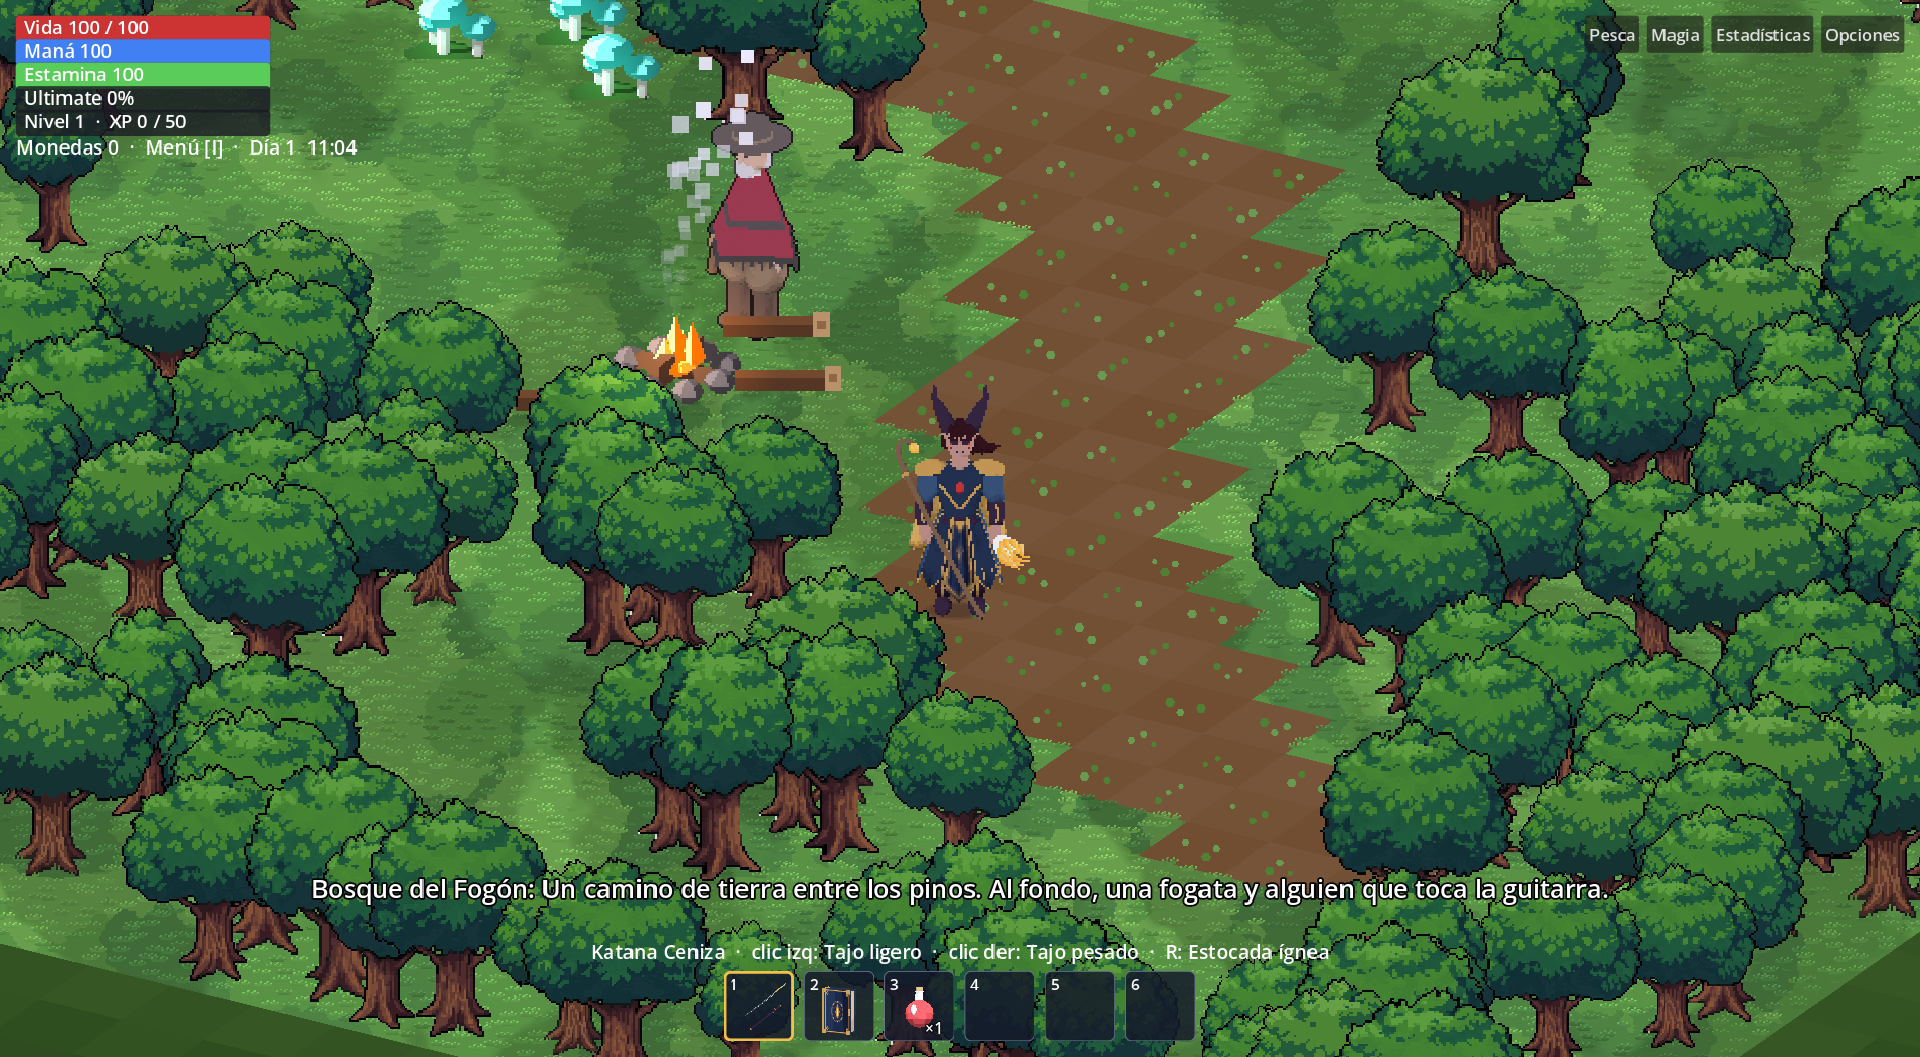 Vida 100 / 100
Maná 100
Estamina 100
Ultimate 0%
Nivel 1 · XP 0 / 50
Monedas 0 · Menú [I] · Día 1 11:04
Pesca Magia Estadísticas Opciones
Bosque del Fogón: Un camino de tierra entre los pinos. Al fondo, una fogata y alguien que toca la guitarra.
Katana Ceniza · clic izq: Tajo ligero · clic der: Tajo pesado · R: Estocada ígnea
1 2 3 4 5 6
×1